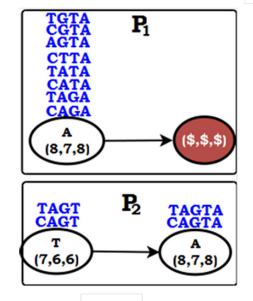 TGTA
P1
CGTA
AGTA
CTTA
TATA
CATA
TAGA
CAGA
A
(8,7,8)
($,$,$)
P2
TAGT
CAGT
T
(7,6,6)
TAGTA
CAGTA
A
(8,7,8)